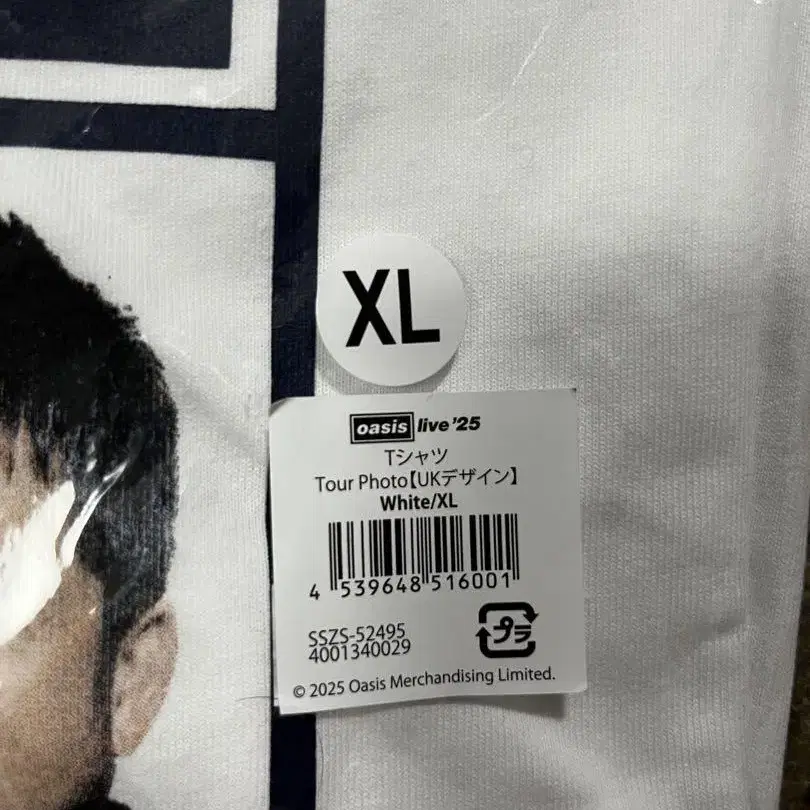 XL
oasis live '25
Tシャツ
Tour Photo【UKデザイン】
White/XL
4 539648 516001
SSZS-52495
4001340029
プラ
© 2025 Oasis Merchandising Limited.